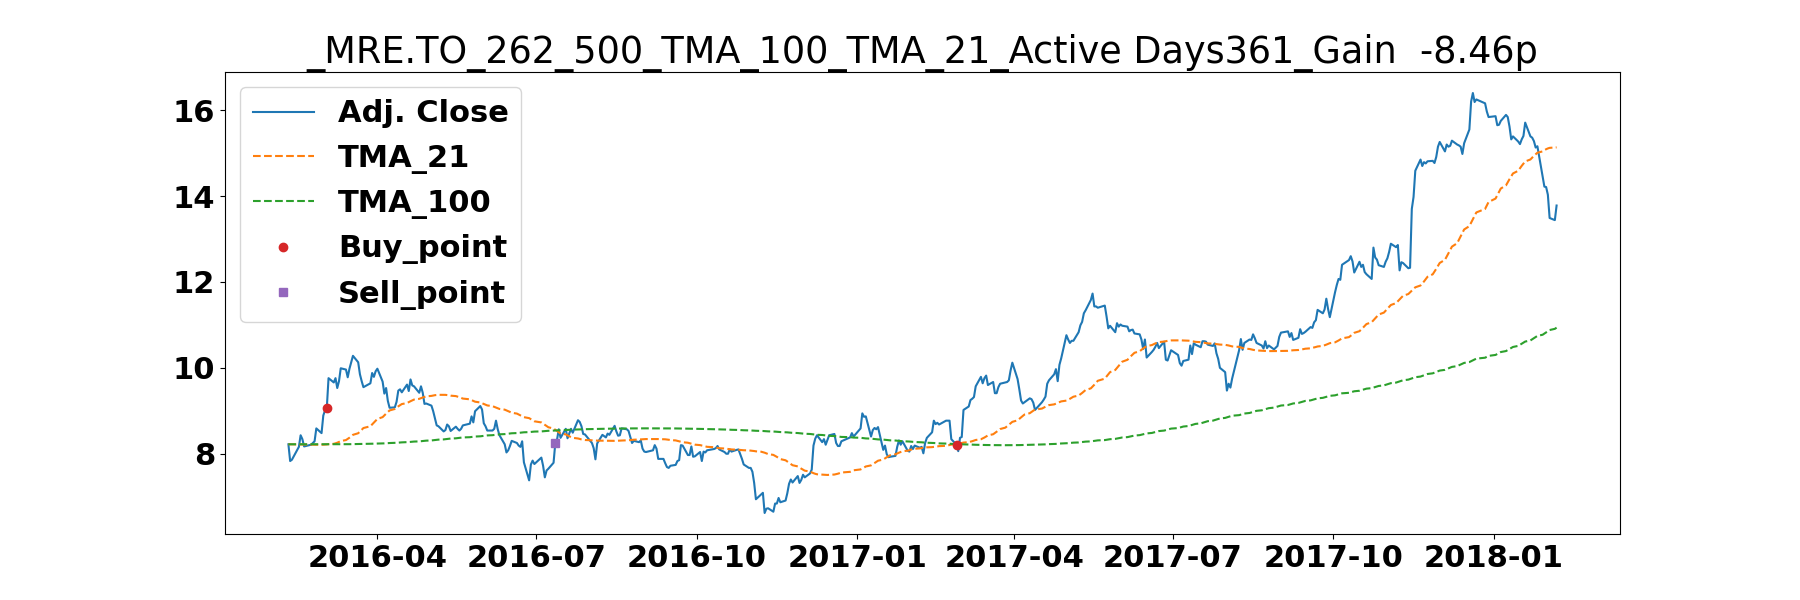 _MRE.TO_262_500_TMA_100_TMA_21_Active Days361_Gain  -8.46p
Adj. Close
TMA_21
TMA_100
Buy_point
Sell_point
16
14
12
10
8
2016-04 2016-07 2016-10 2017-01 2017-04 2017-07 2017-10 2018-01